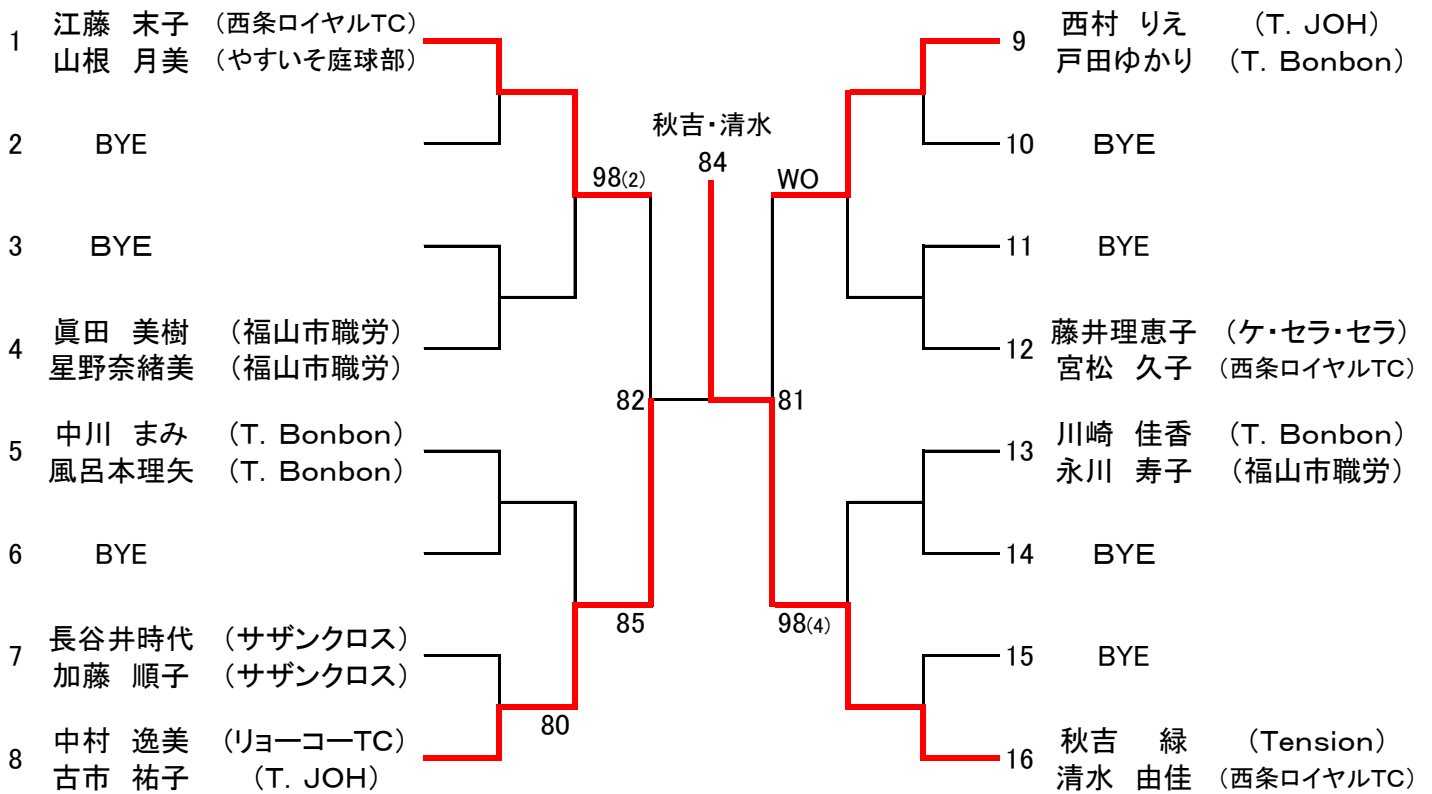 1 江藤　末子 （西条ロイヤルTC）
山根　月美 （やすいそ庭球部）
2 BYE
3 BYE
4 眞田　美樹 （福山市職労）
星野奈緒美 （福山市職労）
5 中川　まみ （T. Bonbon）
風呂本理矢 （T. Bonbon）
6 BYE
7 長谷井時代 （サザンクロス）
加藤　順子 （サザンクロス）
8 中村　逸美 （リョーコーTC）
古市　祐子 （T. JOH）
98(2)
82
85
80
秋吉・清水
84
WO
81
98(4)
9 西村　りえ （T. JOH）
戸田ゆかり （T. Bonbon）
10 BYE
11 BYE
12 藤井理恵子 （ケ・セラ・セラ）
宮松　久子 （西条ロイヤルTC）
13 川崎　佳香 （T. Bonbon）
永川　寿子 （福山市職労）
14 BYE
15 BYE
16 秋吉　緑 （Tension）
清水　由佳 （西条ロイヤルTC）